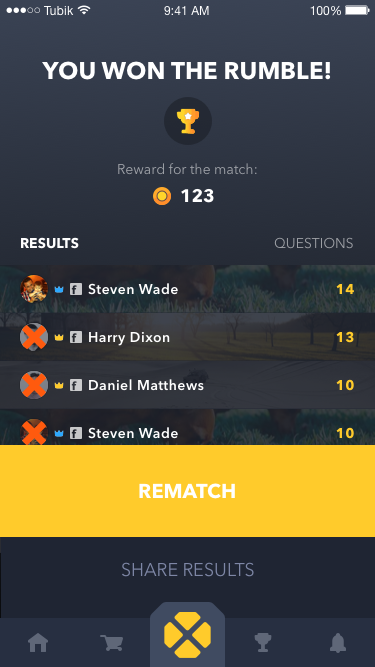 Tubik 9:41 AM 100%
YOU WON THE RUMBLE!
Reward for the match:
123
RESULTS QUESTIONS
f Steven Wade 14
f Harry Dixon 13
f Daniel Matthews 10
f Steven Wade 10
REMATCH
SHARE RESULTS